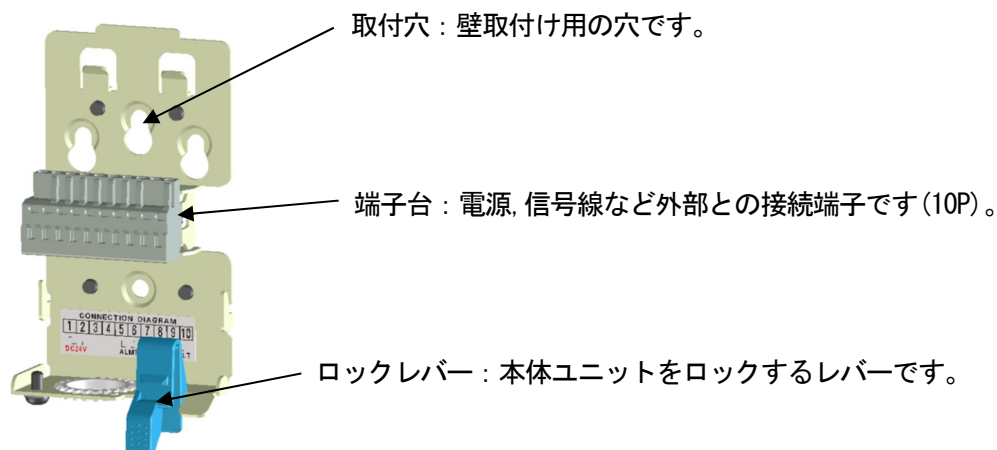 取付穴：壁取付け用の穴です。
端子台：電源,信号線など外部との接続端子です(10P)。
CONNECTION DIAGRAM
1 2 3 4 5 6 7 8 9 10
DC24V
ALM
LT
ロックレバー：本体ユニットをロックするレバーです。